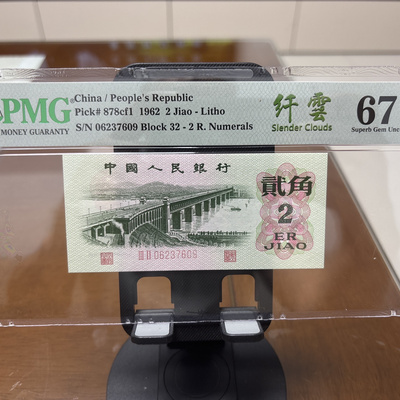 PMG
MONEY GUARANTY
China / People's Republic
Pick# 878cf1 1962 2 Jiao - Litho
S/N 06237609 Block 32 - 2 R. Numerals
纤雲
Slender Clouds
67
Superb Gem Unc
中國人民銀行
貳角
2
ER
JIAO
III II 06237609